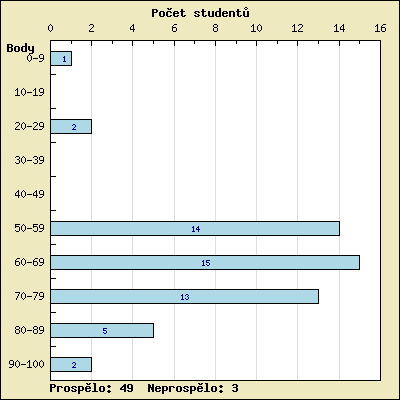 Počet studentů
0 2 4 6 8 10 12 14 16
Body
0-9 1
10-19
20-29 2
30-39
40-49
50-59 14
60-69 15
70-79 13
80-89 5
90-100 2
Prospělo: 49 Neprospělo: 3